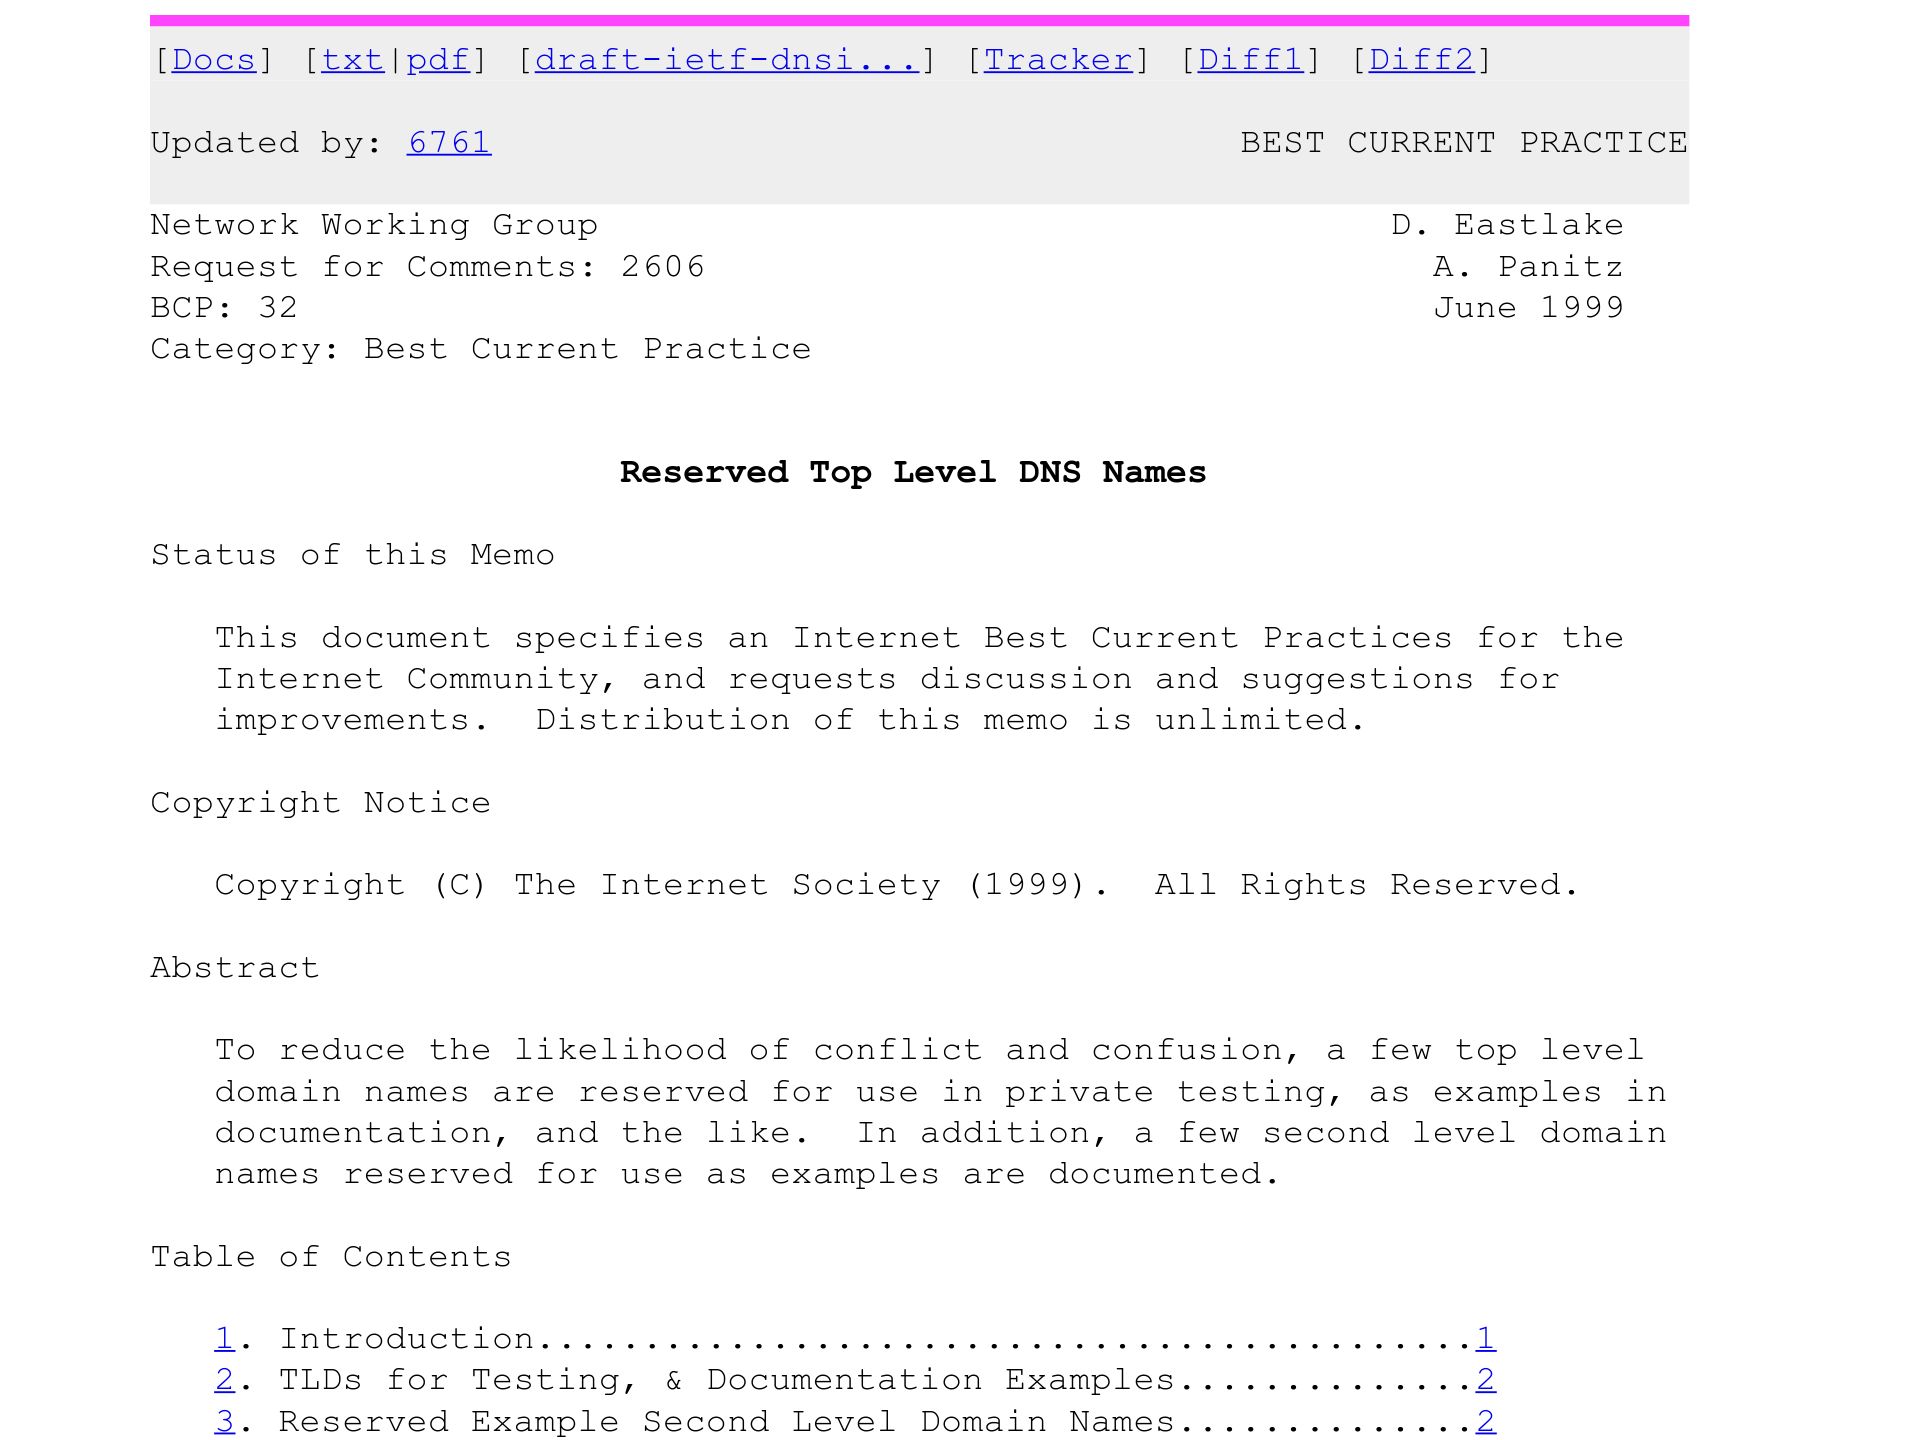 [Docs] [txt|pdf] [draft-ietf-dnsi...] [Tracker] [Diff1] [Diff2]
Updated by: 6761 BEST CURRENT PRACTICE
Network Working Group D. Eastlake
Request for Comments: 2606 A. Panitz
BCP: 32 June 1999
Category: Best Current Practice
Reserved Top Level DNS Names
Status of this Memo
This document specifies an Internet Best Current Practices for the
Internet Community, and requests discussion and suggestions for
improvements.  Distribution of this memo is unlimited.
Copyright Notice
Copyright (C) The Internet Society (1999).  All Rights Reserved.
Abstract
To reduce the likelihood of conflict and confusion, a few top level
domain names are reserved for use in private testing, as examples in
documentation, and the like.  In addition, a few second level domain
names reserved for use as examples are documented.
Table of Contents
1. Introduction............................................1
2. TLDs for Testing, & Documentation Examples..............2
3. Reserved Example Second Level Domain Names..............2